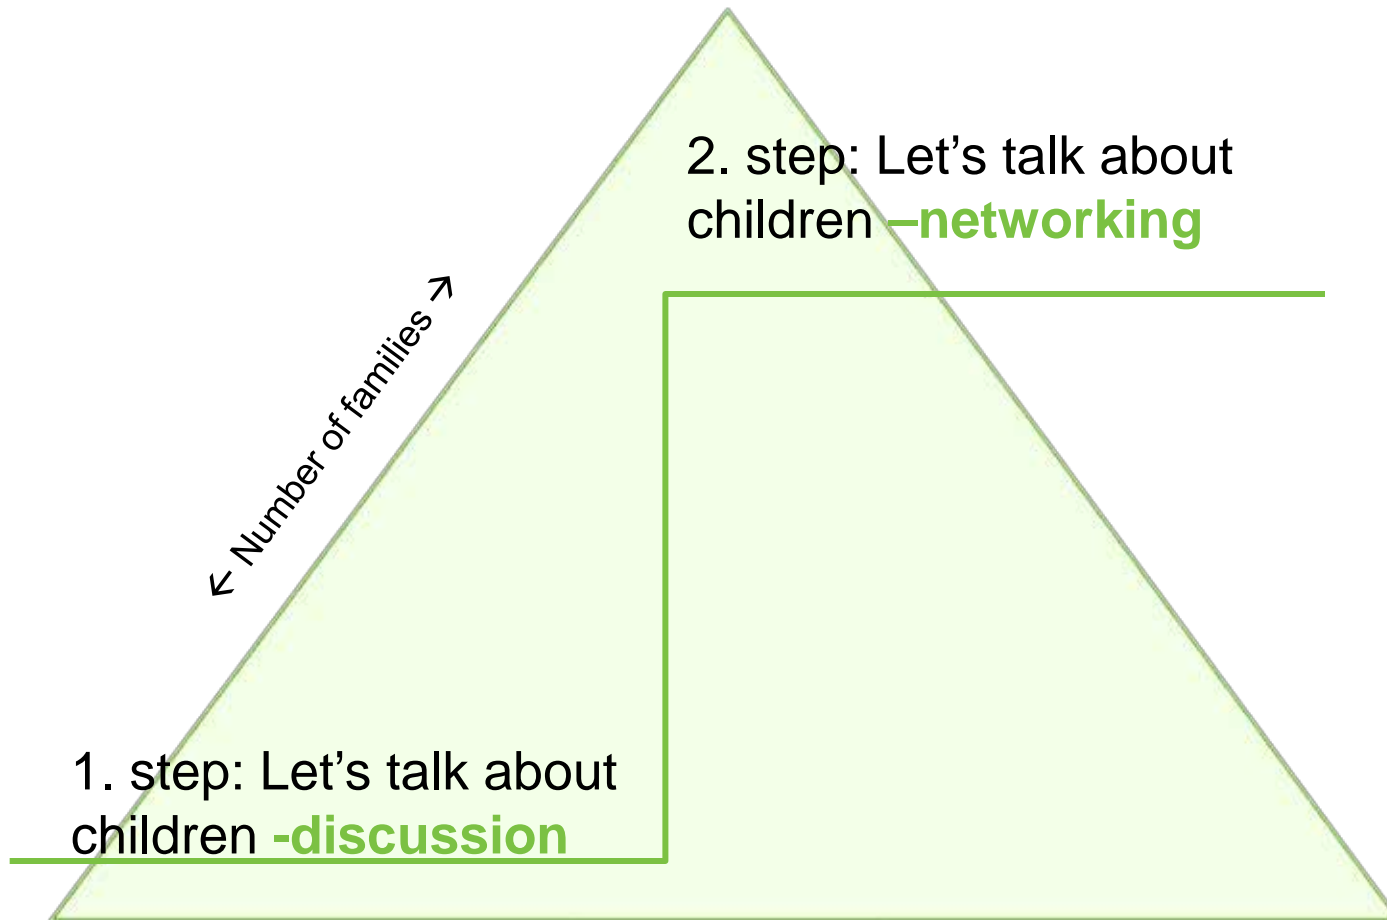 2. step: Let’s talk about
children –networking
← Number of families →
1. step: Let’s talk about
children -discussion